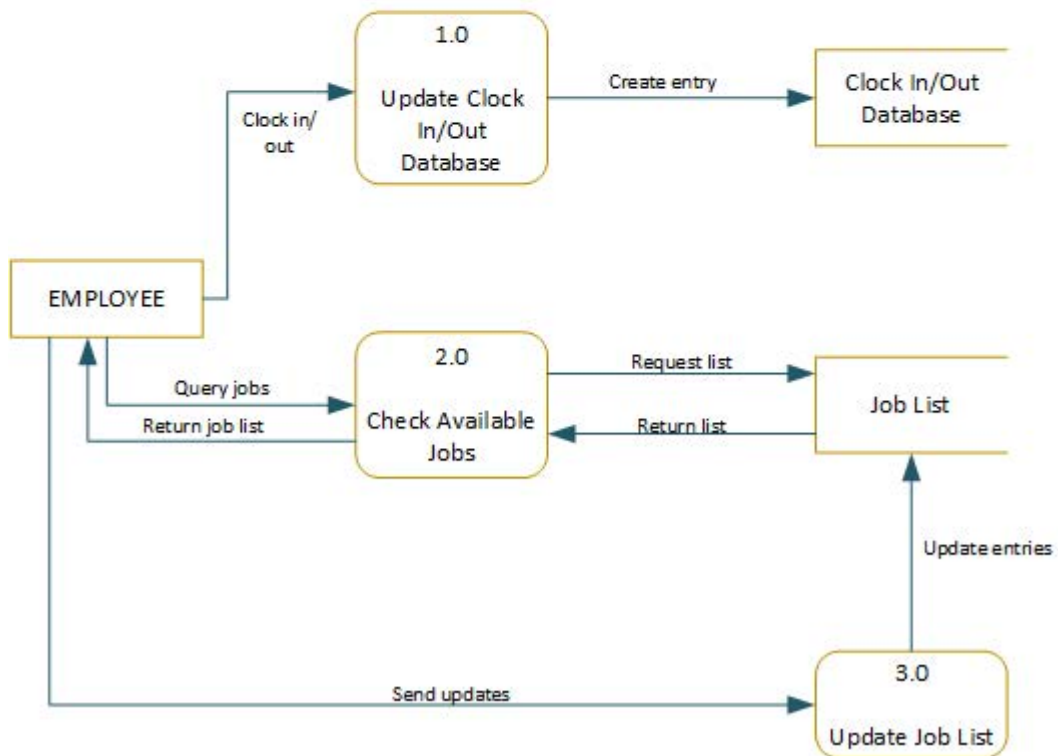 1.0
Update Clock
In/Out
Database
Create entry
Clock In/Out
Database
Clock in/
out
EMPLOYEE
2.0
Check Available
Jobs
Query jobs
Return job list
Request list
Return list
Job List
Update entries
Send updates
3.0
Update Job List